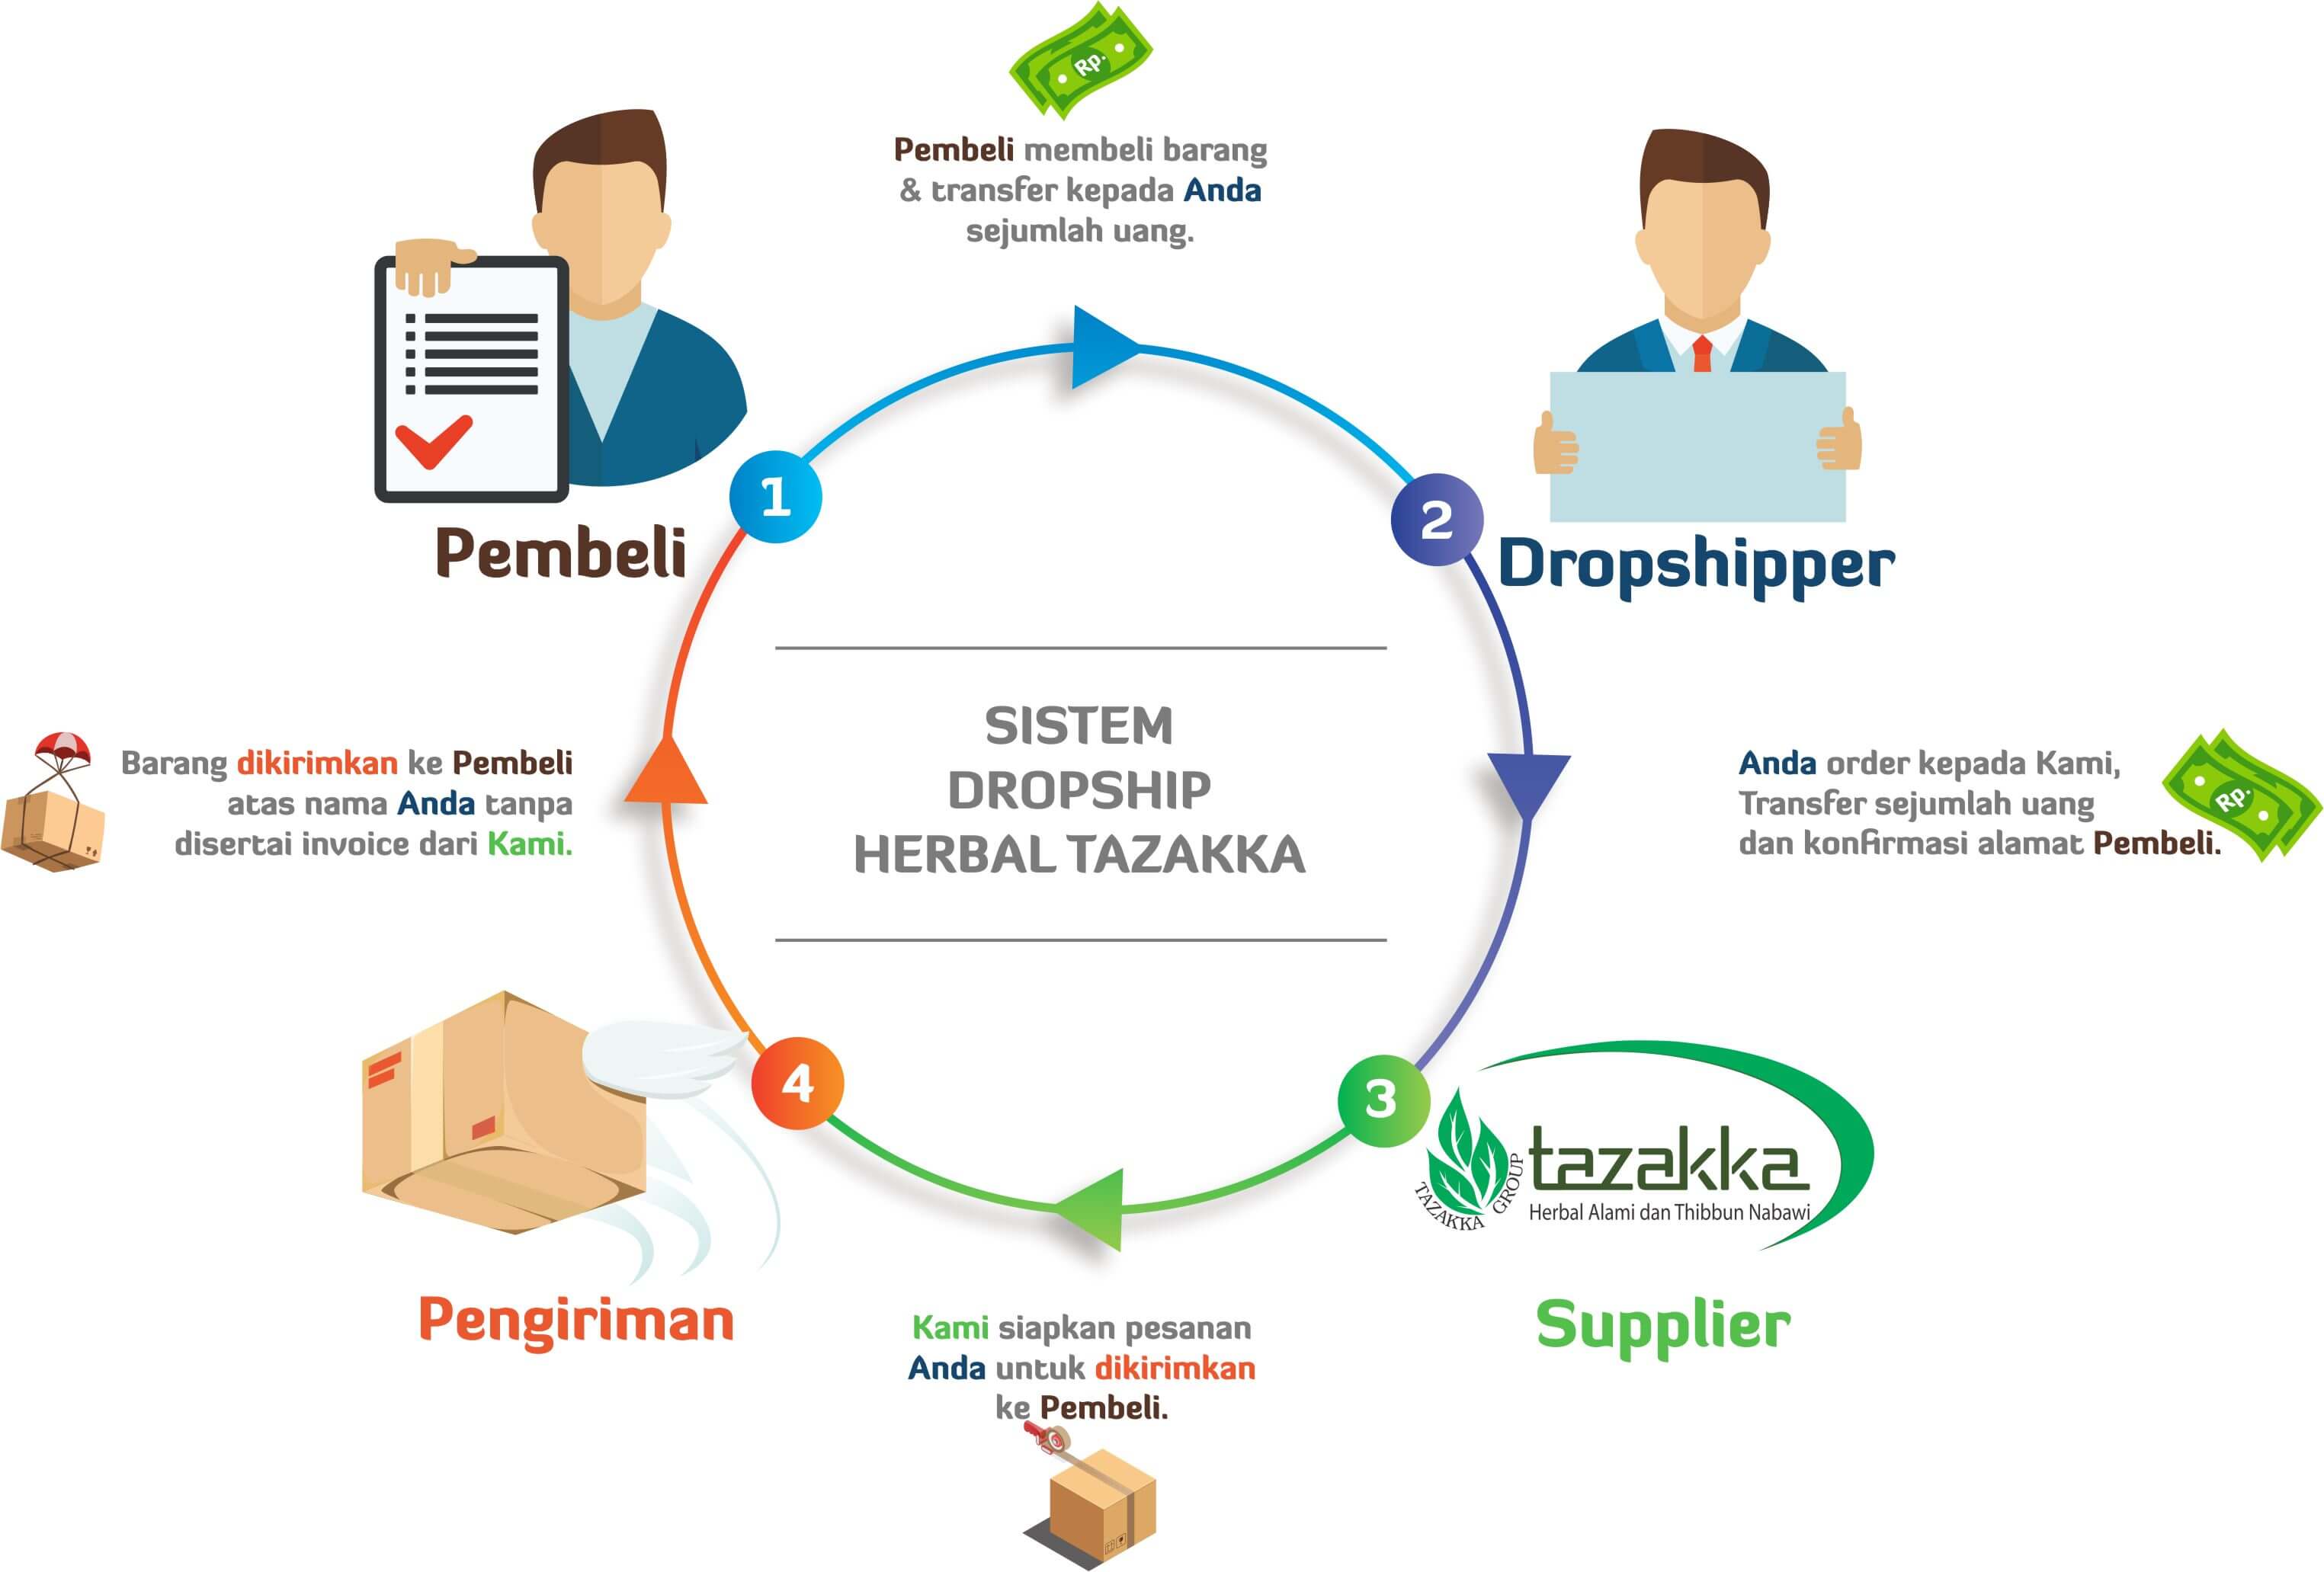 Rp.
Pembeli membeli barang
& transfer kepada Anda
sejumlah uang.
1
Pembeli
2
Dropshipper
SISTEM
DROPSHIP
HERBAL TAZAKKA
Anda order kepada Kami,
Transfer sejumlah uang
dan konfirmasi alamat Pembeli.
Rp.
3
TAZAKKA GROUP
tazakka
Herbal Alami dan Thibbun Nabawi
Supplier
Kami siapkan pesanan
Anda untuk dikirimkan
ke Pembeli.
4
Pengiriman
Barang dikirimkan ke Pembeli
atas nama Anda tanpa
disertai invoice dari Kami.